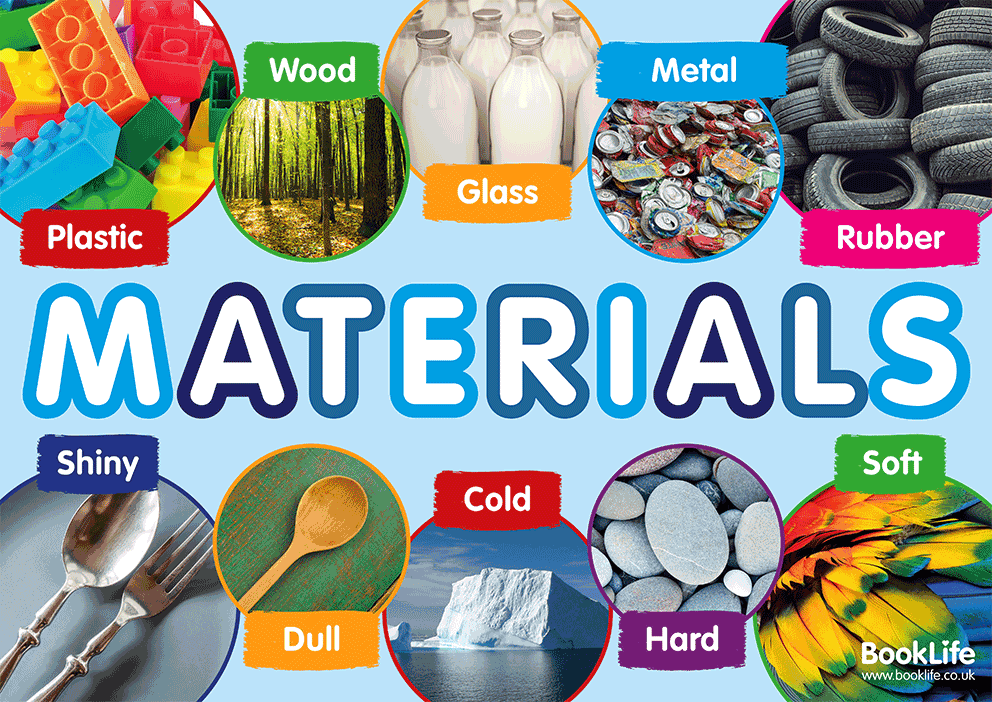 Wood
Metal
Glass
Plastic
Rubber
MATERIALS
Shiny
Soft
Cold
Dull
Hard
BookLife
www.booklife.co.uk